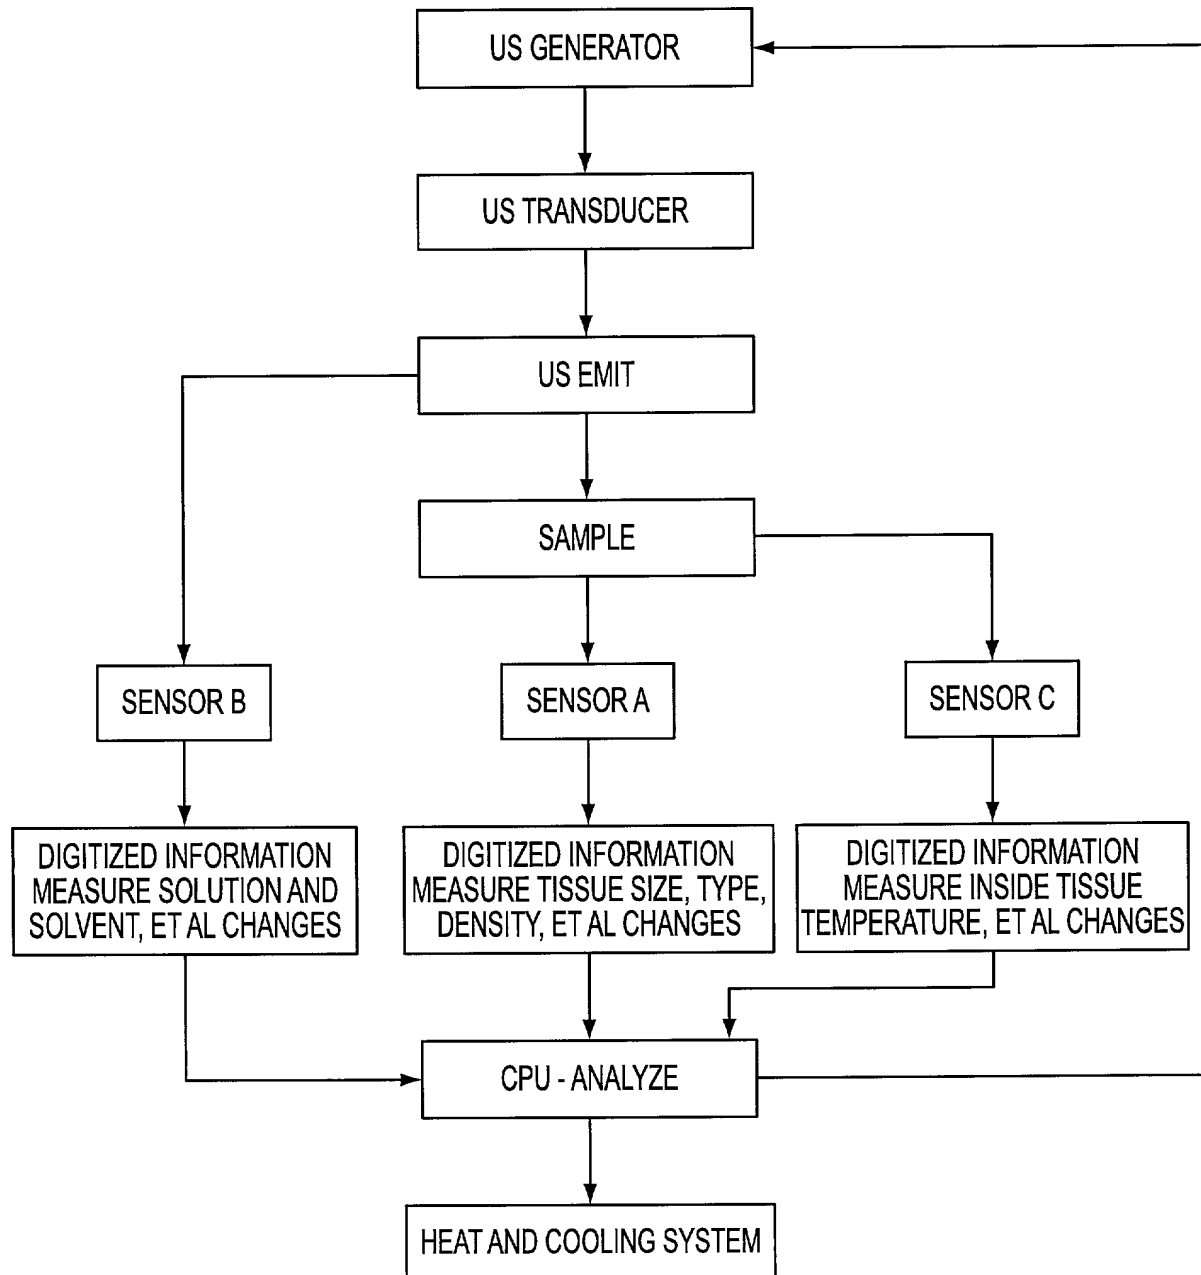 US GENERATOR
US TRANSDUCER
US EMIT
SAMPLE
SENSOR B
SENSOR A
SENSOR C
DIGITIZED INFORMATION
MEASURE SOLUTION AND
SOLVENT, ET AL CHANGES
DIGITIZED INFORMATION
MEASURE TISSUE SIZE, TYPE,
DENSITY, ET AL CHANGES
DIGITIZED INFORMATION
MEASURE INSIDE TISSUE
TEMPERATURE, ET AL CHANGES
CPU - ANALYZE
HEAT AND COOLING SYSTEM